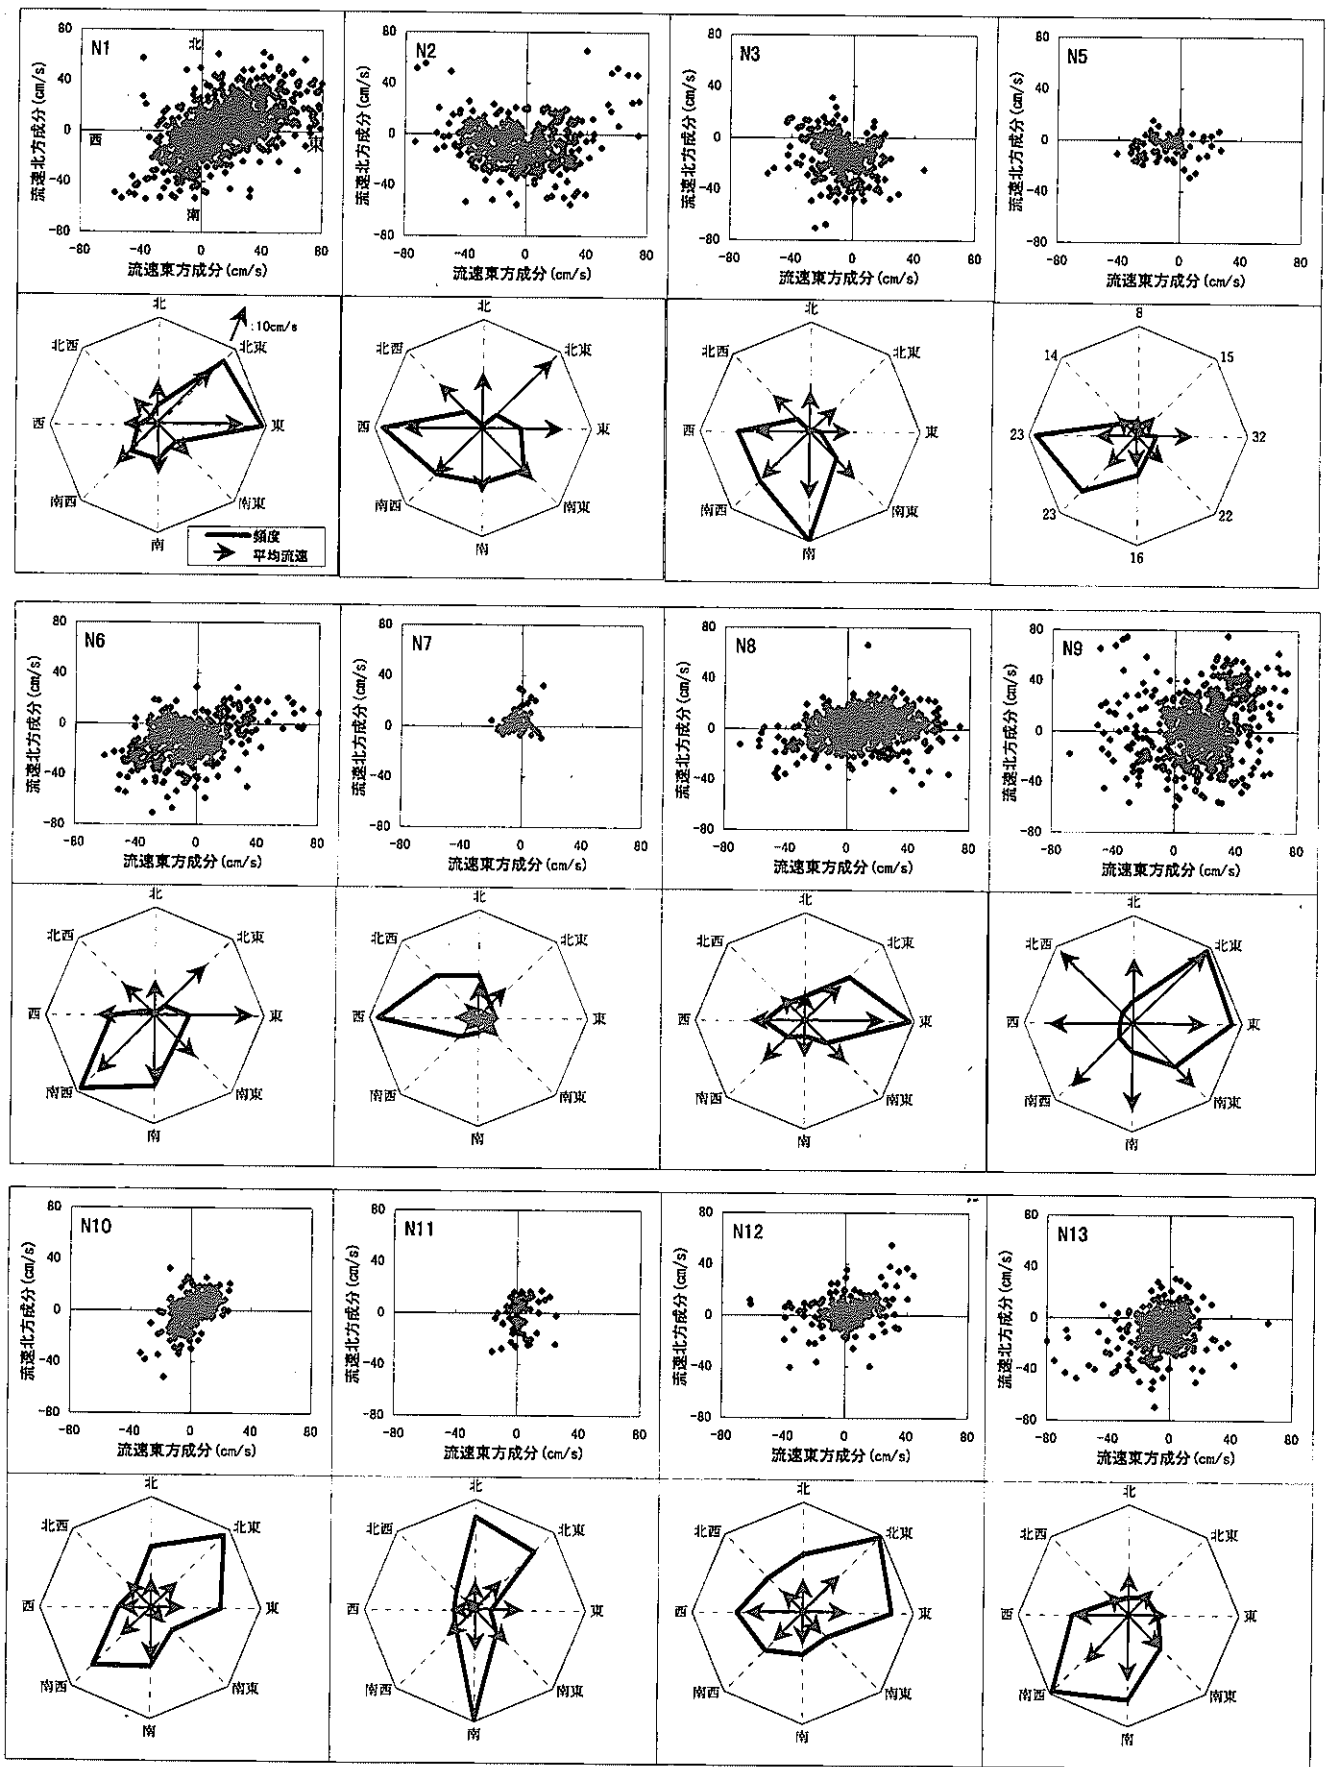 N1
北
西
東
南
80
40
0
-40
-80
-80
-40
0
40
80
流速北方成分(cm/s)
流速東方成分(cm/s)
N2
80
40
0
-40
-80
-80
-40
0
40
80
流速北方成分(cm/s)
流速東方成分(cm/s)
N3
80
40
0
-40
-80
-80
-40
0
40
80
流速北方成分(cm/s)
流速東方成分(cm/s)
N5
80
40
0
-40
-80
-80
-40
0
40
80
流速北方成分(cm/s)
流速東方成分(cm/s)
北
:10cm/s
北西
北東
西
東
南西
南東
南
頻度
平均流速
北
北西
北東
西
東
南西
南東
南
北
北西
北東
西
東
南西
南東
南
8
14
15
23
32
23
22
16
N6
80
40
0
-40
-80
-80
-40
0
40
80
流速北方成分(cm/s)
流速東方成分(cm/s)
N7
80
40
0
-40
-80
-80
-40
0
40
80
流速北方成分(cm/s)
流速東方成分(cm/s)
N8
80
40
0
-40
-80
-80
-40
0
40
80
流速北方成分(cm/s)
流速東方成分(cm/s)
N9
80
40
0
-40
-80
-80
-40
0
40
80
流速北方成分(cm/s)
流速東方成分(cm/s)
北
北西
北東
西
東
南西
南東
南
北
北西
北東
西
東
南西
南東
南
北
北西
北東
西
東
南西
南東
南
北
北西
北東
西
東
南西
南東
南
N10
80
40
0
-40
-80
-80
-40
0
40
80
流速北方成分(cm/s)
流速東方成分(cm/s)
N11
80
40
0
-40
-80
-80
-40
0
40
80
流速北方成分(cm/s)
流速東方成分(cm/s)
N12
80
40
0
-40
-80
-80
-40
0
40
80
流速北方成分(cm/s)
流速東方成分(cm/s)
N13
80
40
0
-40
-80
-80
-40
0
40
80
流速北方成分(cm/s)
流速東方成分(cm/s)
北
北西
北東
西
東
南西
南東
南
北
北西
北東
西
東
南西
南東
南
北
北西
北東
西
東
南西
南東
南
北
北西
北東
西
東
南西
南東
南